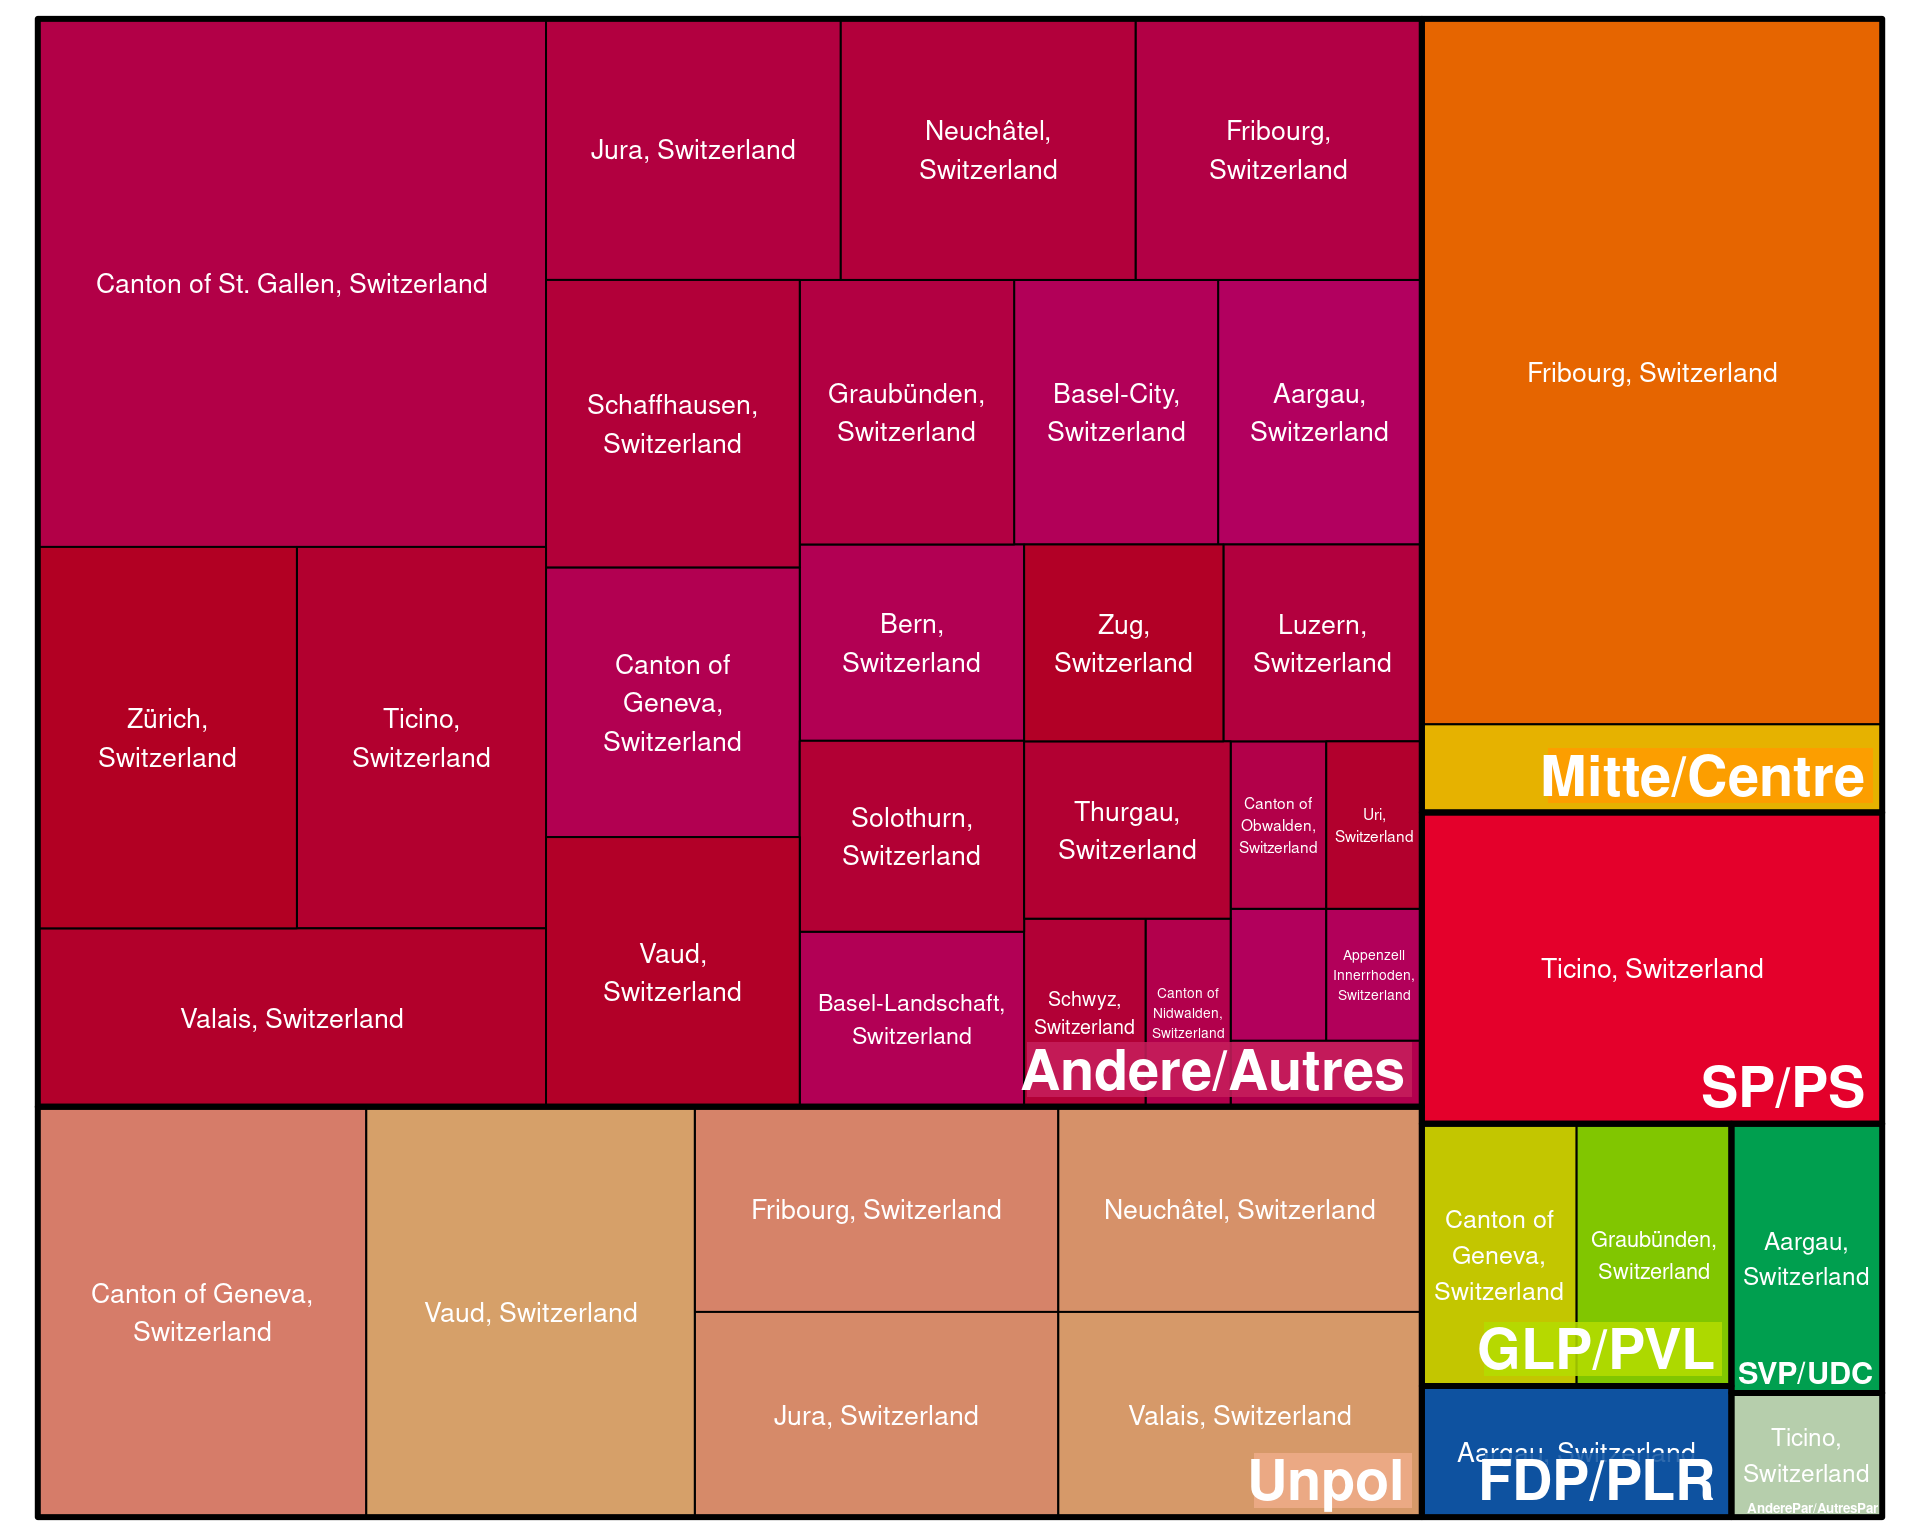 Canton of St. Gallen, Switzerland
Jura, Switzerland
Neuchâtel,
Switzerland
Fribourg,
Switzerland
Schaffhausen,
Switzerland
Graubünden,
Switzerland
Basel-City,
Switzerland
Aargau,
Switzerland
Zürich,
Switzerland
Ticino,
Switzerland
Valais, Switzerland
Canton of
Geneva,
Switzerland
Vaud,
Switzerland
Bern,
Switzerland
Zug,
Switzerland
Luzern,
Switzerland
Solothurn,
Switzerland
Thurgau,
Switzerland
Canton of
Obwalden,
Switzerland
Uri,
Switzerland
Basel-Landschaft,
Switzerland
Schwyz,
Switzerland
Canton of
Nidwalden,
Switzerland
Appenzell
Innerrhoden,
Switzerland
Andere/Autres
Canton of Geneva,
Switzerland
Vaud, Switzerland
Fribourg, Switzerland
Neuchâtel, Switzerland
Jura, Switzerland
Valais, Switzerland
Unpol
Fribourg, Switzerland
Mitte/Centre
Ticino, Switzerland
SP/PS
Canton of
Geneva,
Switzerland
Graubünden,
Switzerland
GLP/PVL
Aargau,
Switzerland
SVP/UDC
Aargau, Switzerland
FDP/PLR
Ticino,
Switzerland
AnderePar/AutresPar